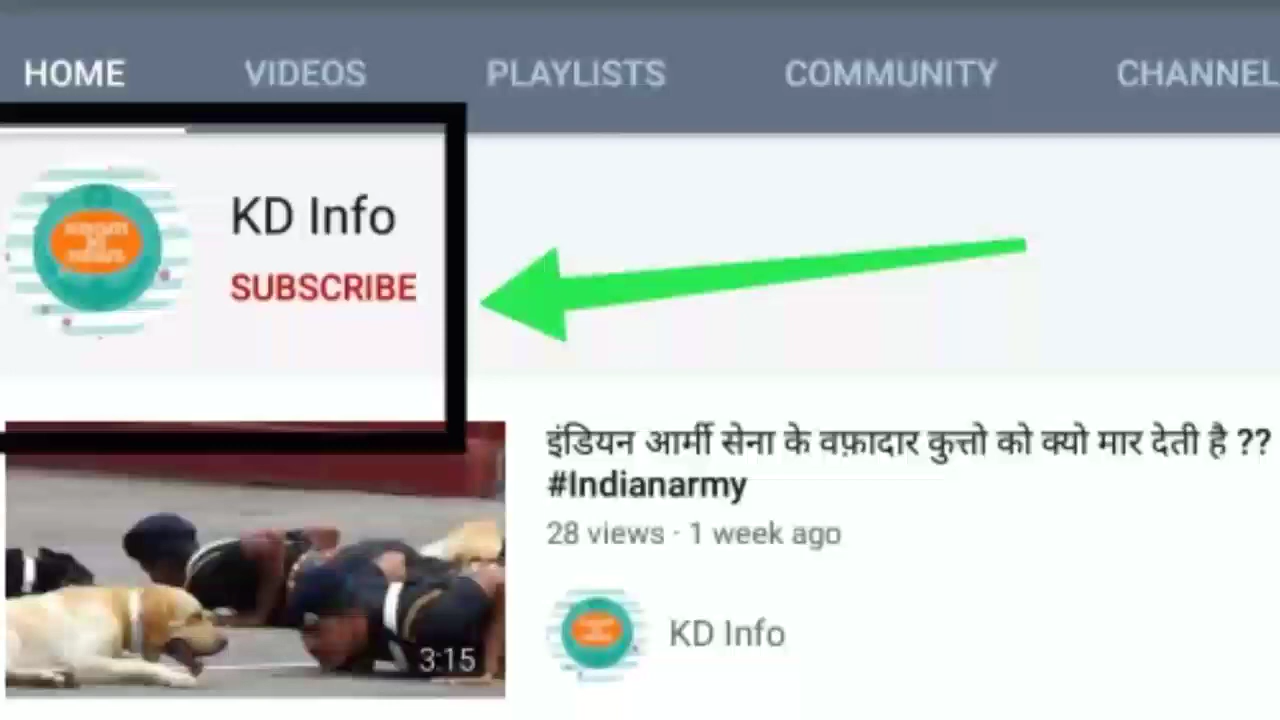 HOME VIDEOS PLAYLISTS COMMUNITY CHANNEL
KD Info
SUBSCRIBE
इंडियन आर्मी सेना के वफ़ादार कुत्तो को क्यो मार देती है ??
#Indianarmy
28 views · 1 week ago
3:15
KD Info